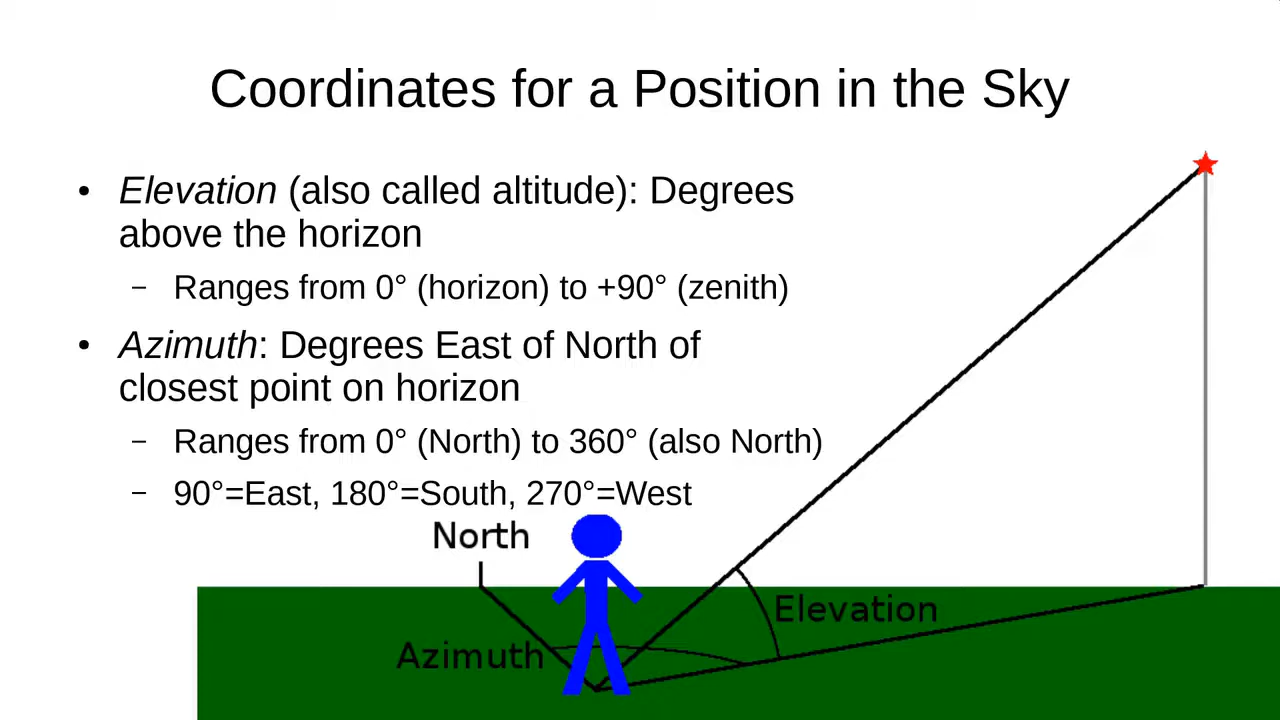 Coordinates for a Position in the Sky
• Elevation (also called altitude): Degrees
above the horizon
– Ranges from 0° (horizon) to +90° (zenith)
• Azimuth: Degrees East of North of
closest point on horizon
– Ranges from 0° (North) to 360° (also North)
– 90°=East, 180°=South, 270°=West
North
Elevation
Azimuth